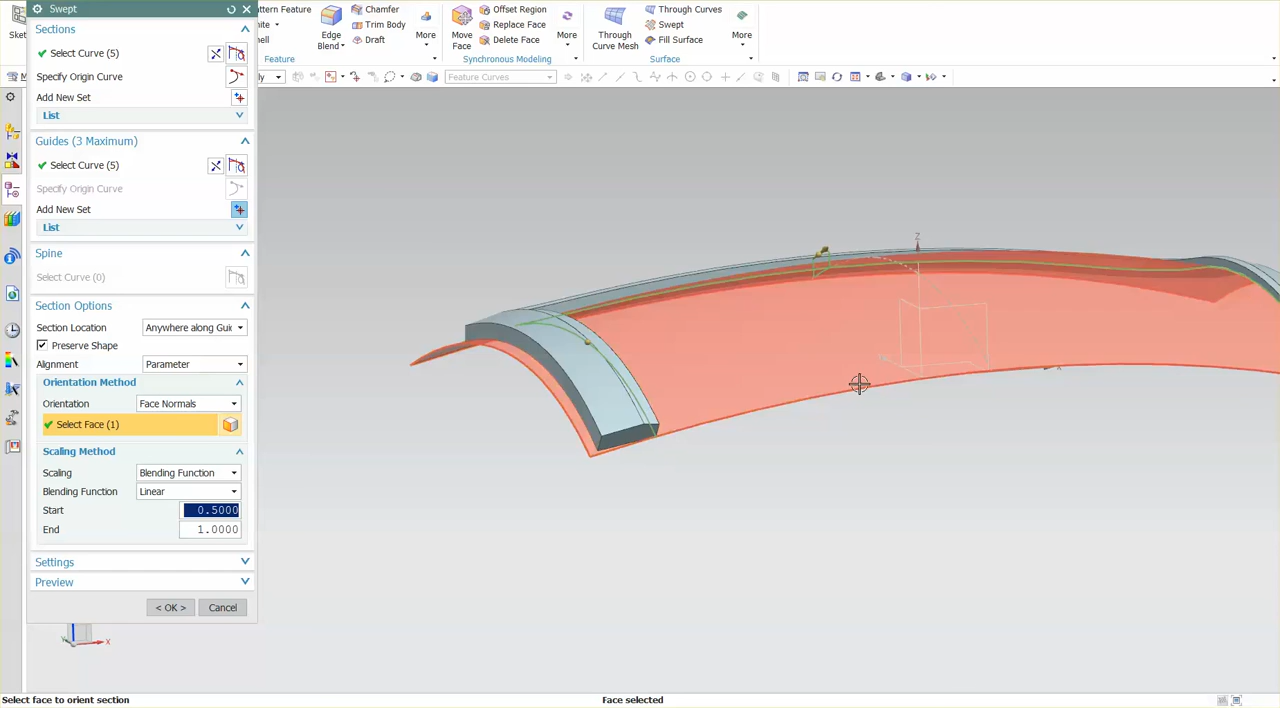 Swept
Sections
Select Curve (5)
Specify Origin Curve
Add New Set
List
Guides (3 Maximum)
Select Curve (5)
Specify Origin Curve
Add New Set
List
Spine
Select Curve (0)
Section Options
Section Location
Anywhere along Guid
Preserve Shape
Alignment
Parameter
Orientation Method
Orientation
Face Normals
Select Face (1)
Scaling Method
Scaling
Blending Function
Blending Function
Linear
Start
0.5000
End
1.0000
Settings
Preview
< OK >
Cancel
attern Feature
Chamfer
Trim Body
Draft
Edge
Blend
More
Feature
Move
Face
Offset Region
Replace Face
Delete Face
More
Synchronous Modeling
Through
Curve Mesh
Through Curves
Swept
Fill Surface
More
Surface
Feature Curves
Z
X
X
Y
Select face to orient section
Face selected